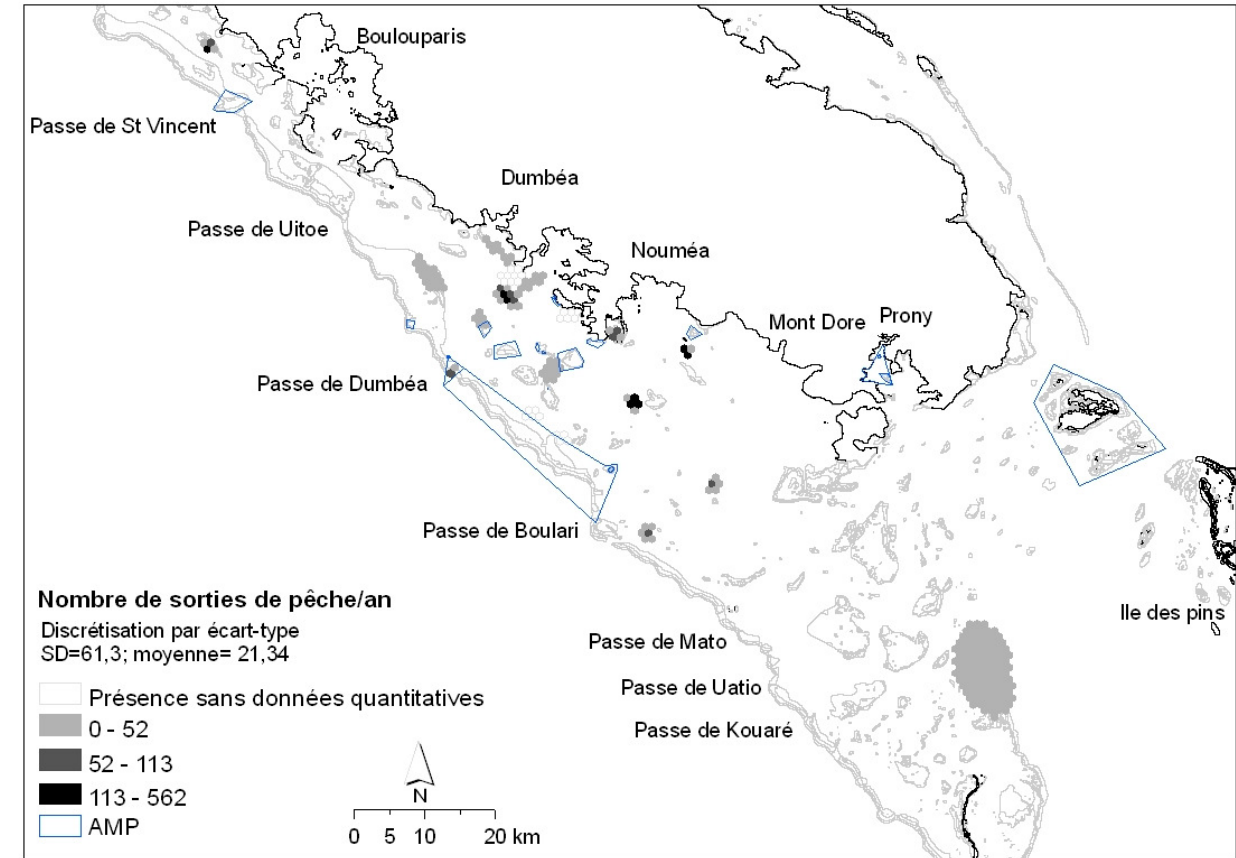 Boulouparis
Passe de St Vincent
Dumbéa
Passe de Uitoe
Nouméa
Mont Dore
Prony
Passe de Dumbéa
Passe de Boulari
Ile des pins
Passe de Mato
Passe de Uatio
Passe de Kouaré
Nombre de sorties de pêche/an
Discrétisation par écart-type
SD=61,3; moyenne= 21,34
Présence sans données quantitatives
0 - 52
52 - 113
113 - 562
AMP
N
0 5 10 20 km